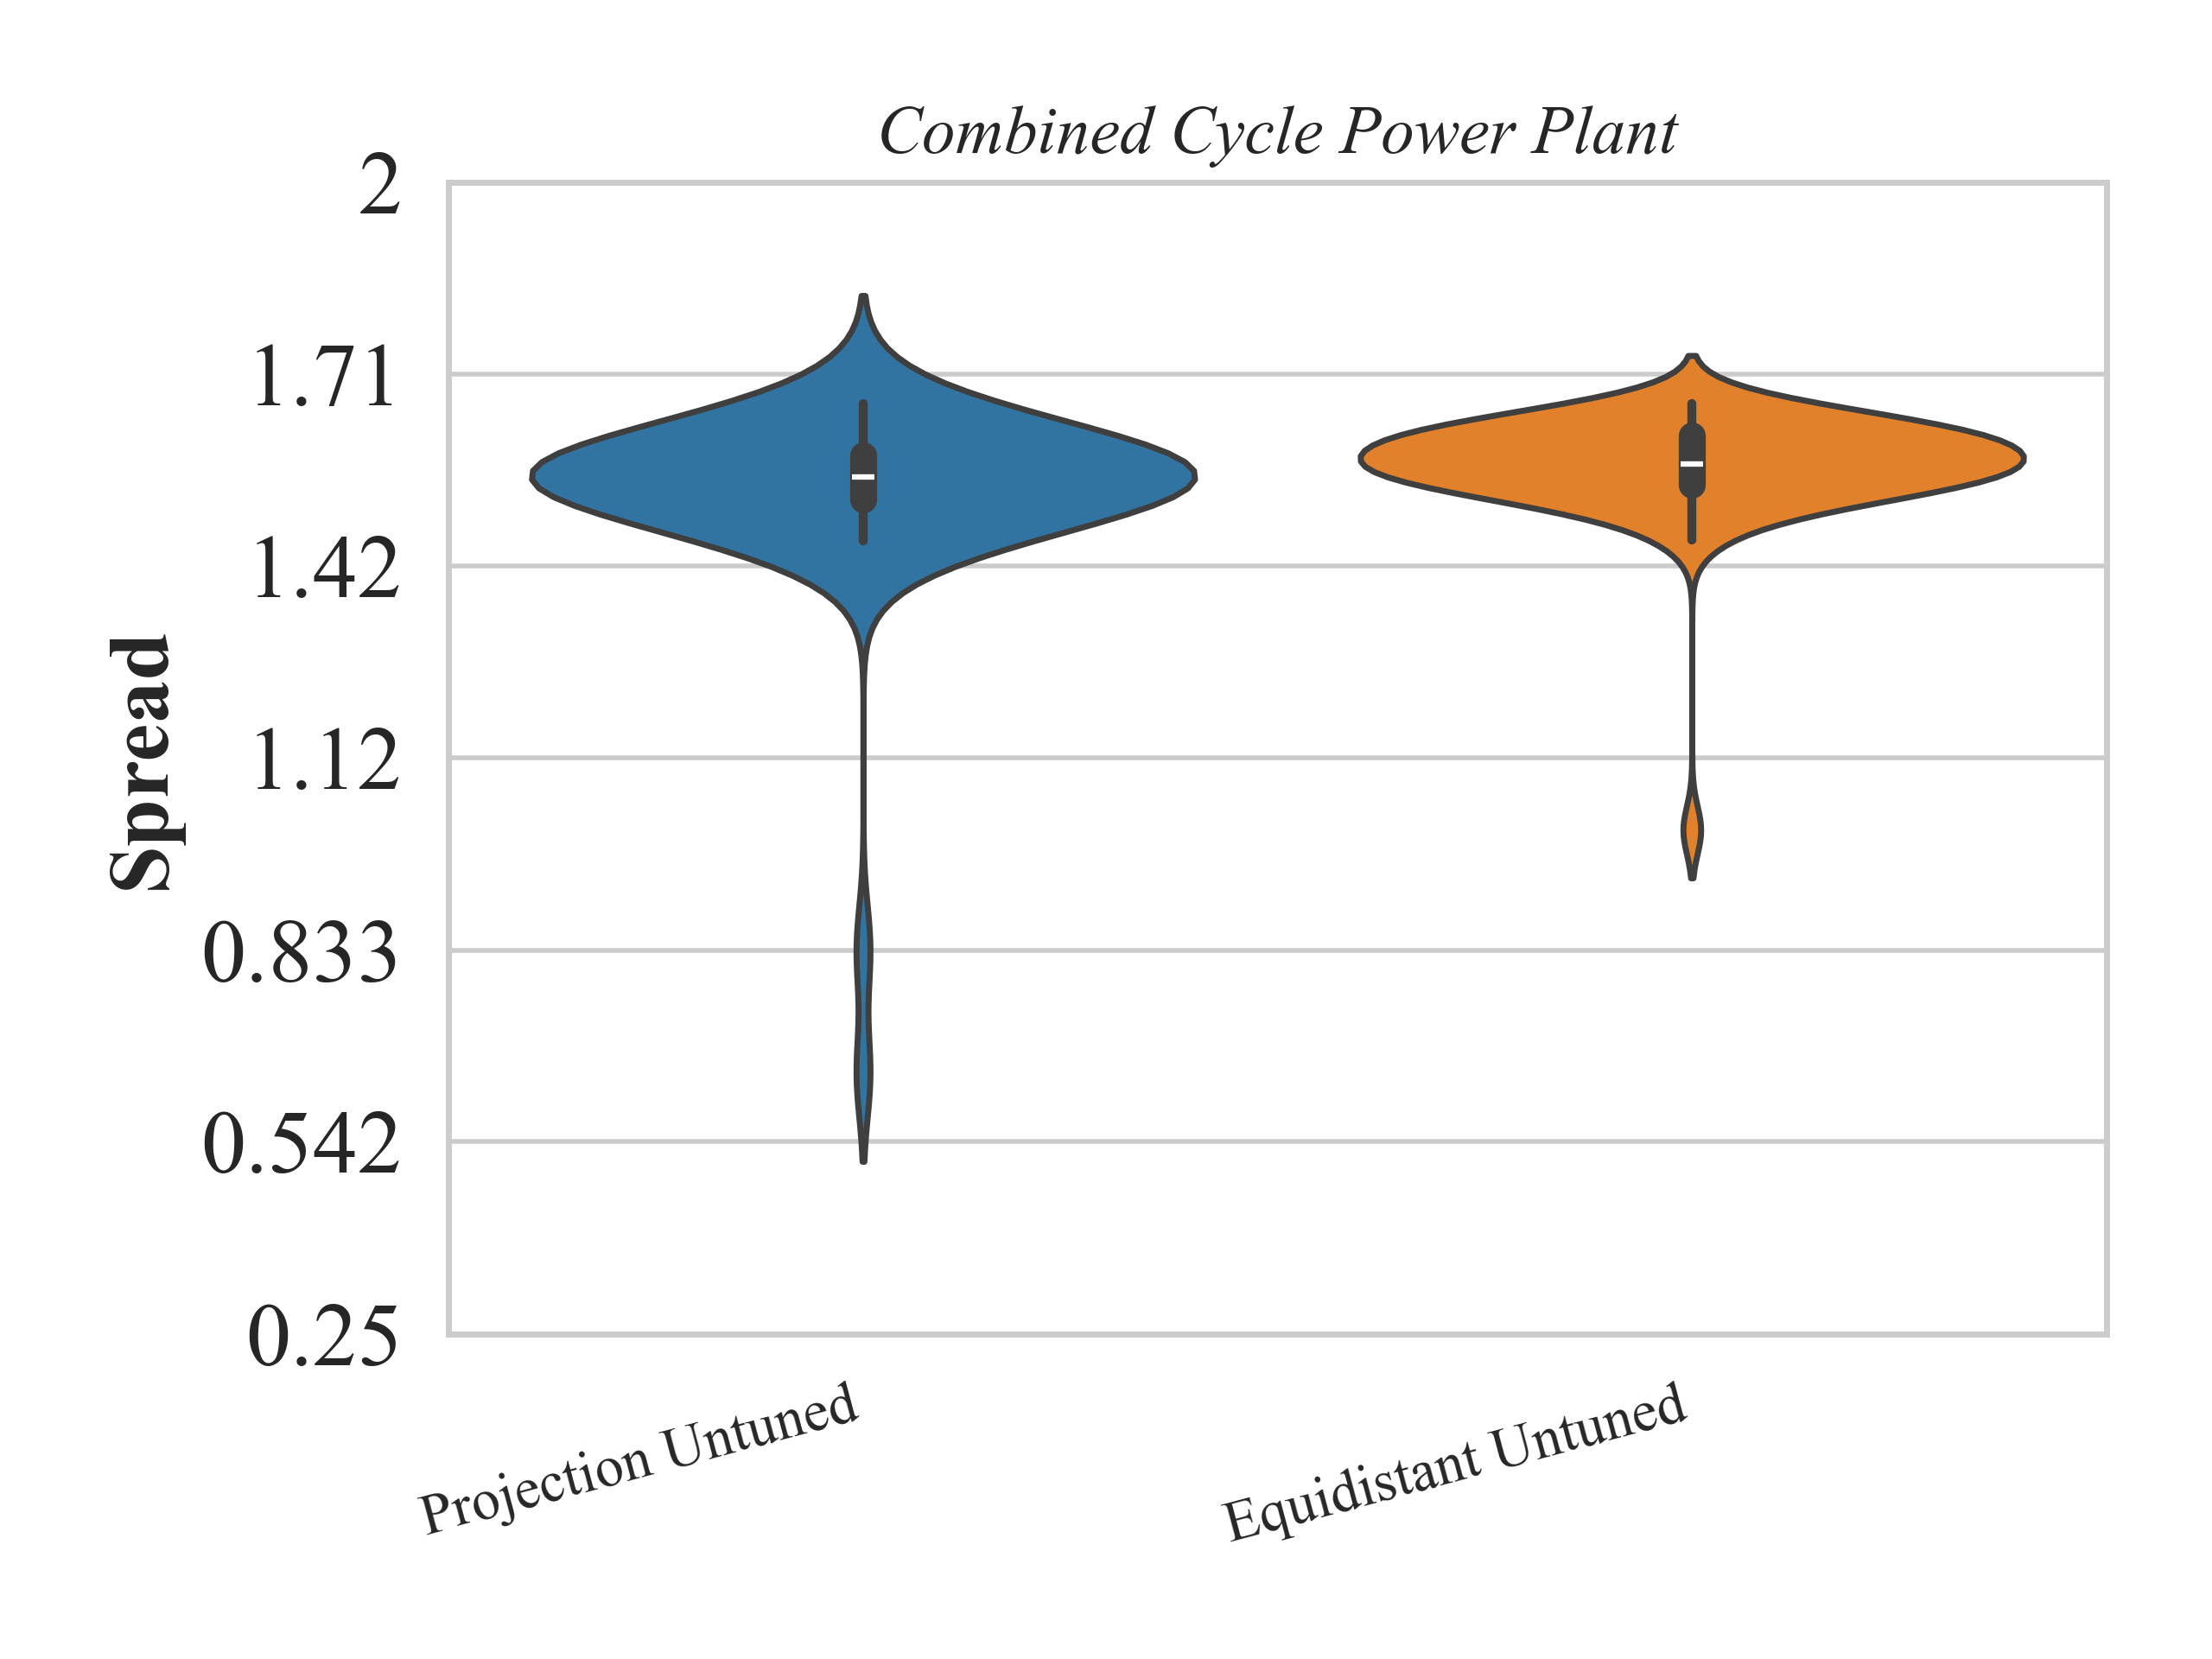 Combined Cycle Power Plant
2
1.71
1.42
1.12
0.833
0.542
0.25
Spread
Projection Untuned
Equidistant Untuned